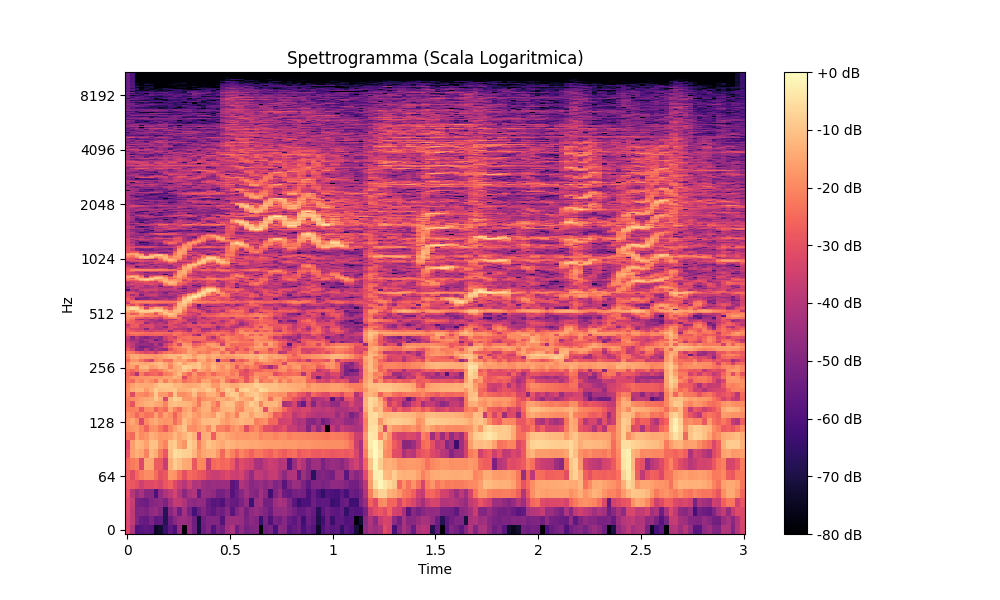 Spettrogramma (Scala Logaritmica)
8192
4096
2048
1024
512
256
128
64
0
Hz
0
0.5
1
1.5
2
2.5
3
Time
+0 dB
-10 dB
-20 dB
-30 dB
-40 dB
-50 dB
-60 dB
-70 dB
-80 dB